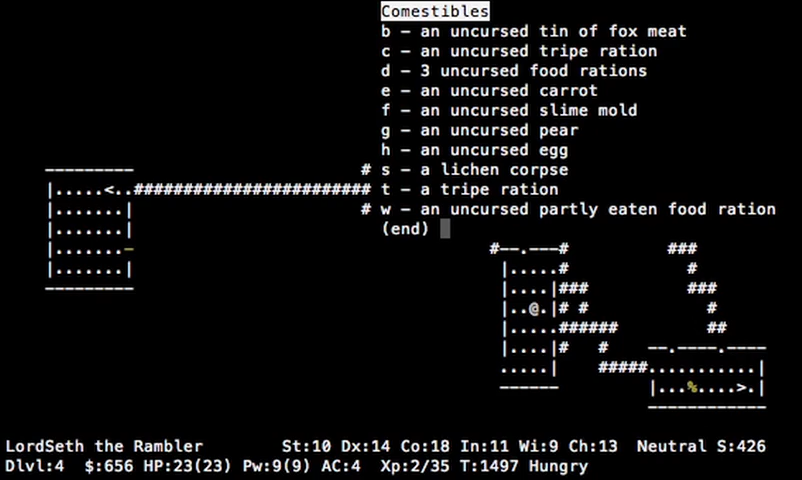 Comestibles
b - an uncursed tin of fox meat
c - an uncursed tripe ration
d - 3 uncursed food rations
e - an uncursed carrot
f - an uncursed slime mold
g - an uncursed pear
h - an uncursed egg
--------- # s - a lichen corpse
|.....<..######################## t - a tripe ration
|.......| # w - an uncursed partly eaten food ration
|.......| (end)
|.......- #--.---# ###
|.......| |.....# #
--------- |....|### ###
|..@.|# # #
|.....###### ##
|....|# # --.----.----
.....| #####...........|
------ |...%....>.|
------------
LordSeth the Rambler St:10 Dx:14 Co:18 In:11 Wi:9 Ch:13 Neutral S:426
Dlvl:4 $:656 HP:23(23) Pw:9(9) AC:4 Xp:2/35 T:1497 Hungry